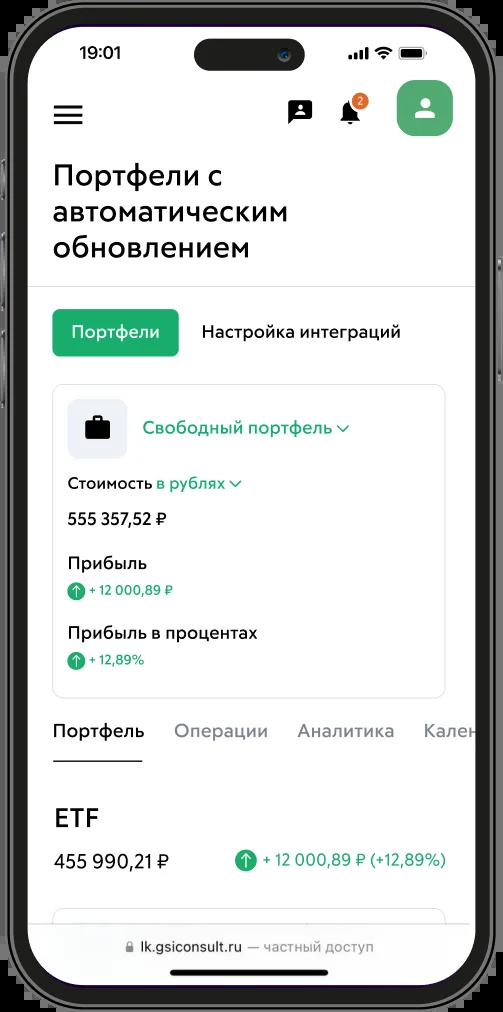 19:01
2
Портфели с
автоматическим
обновлением
Портфели
Настройка интеграций
Свободный портфель
Стоимость в рублях
555 357,52 ₽
Прибыль
+ 12 000,89 ₽
Прибыль в процентах
+ 12,89%
Портфель Операции Аналитика Кален
ETF
455 990,21 ₽ + 12 000,89 ₽ (+12,89%)
lk.gsiconsult.ru — частный доступ